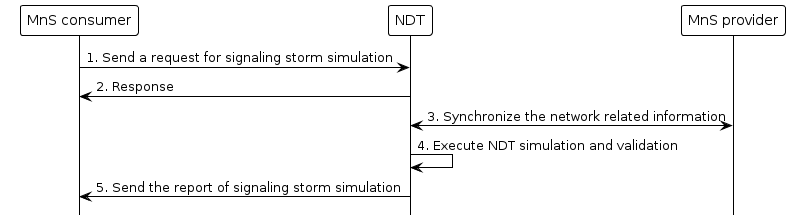 MnS consumer
NDT
MnS provider
1. Send a request for signaling storm simulation
2. Response
3. Synchronize the network related information
4. Execute NDT simulation and validation
5. Send the report of signaling storm simulation